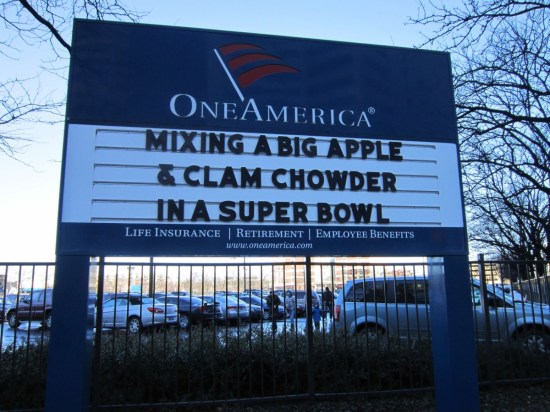 ONEAMERICA®
MIXING A BIG APPLE
& CLAM CHOWDER
IN A SUPER BOWL
LIFE INSURANCE | RETIREMENT | EMPLOYEE BENEFITS
www.oneamerica.com